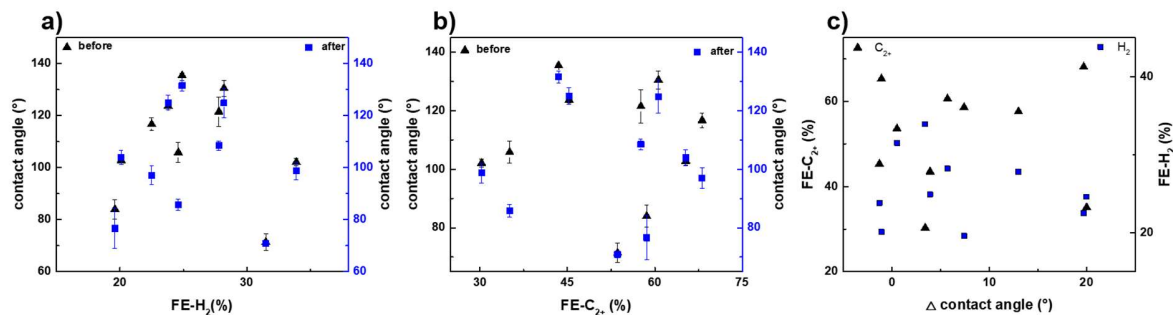 a)
before
after
140
120
100
80
60
contact angle (°)
20
30
FE-H₂(%)
140
120
100
80
60
contact angle (°)
b)
before
after
140
120
100
80
contact angle (°)
30
45
60
75
FE-C₂₊ (%)
140
120
100
80
contact angle (°)
c)
C₂₊
H₂
80
60
40
20
FE-C₂₊ (%)
0
10
20
△ contact angle (°)
40
20
FE-H₂ (%)